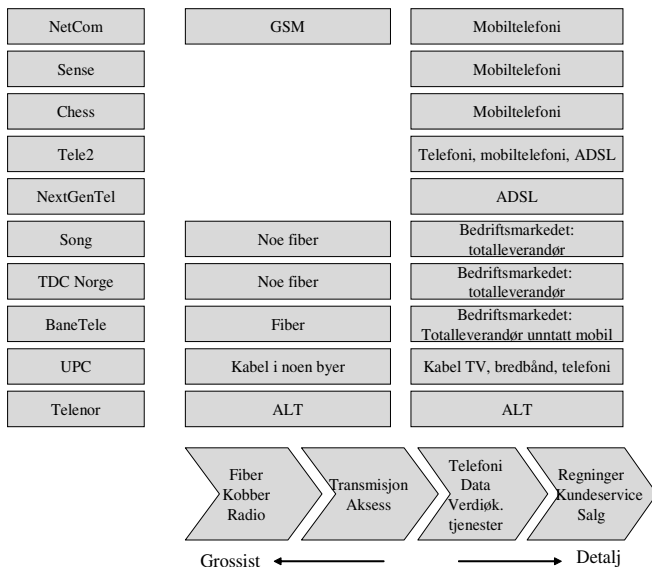 NetCom GSM Mobiltelefoni
Sense Mobiltelefoni
Chess Mobiltelefoni
Tele2 Telefoni, mobiltelefoni, ADSL
NextGenTel ADSL
Song Noe fiber Bedriftsmarkedet:
totalleverandør
TDC Norge Noe fiber Bedriftsmarkedet:
totalleverandør
BaneTele Fiber Bedriftsmarkedet:
Totalleverandør unntatt mobil
UPC Kabel i noen byer Kabel TV, bredbånd, telefoni
Telenor ALT ALT
Fiber
Kobber
Radio
Transmisjon
Aksess
Telefoni
Data
Verdiøk.
tjenester
Regninger
Kundeservice
Salg
Grossist Detalj